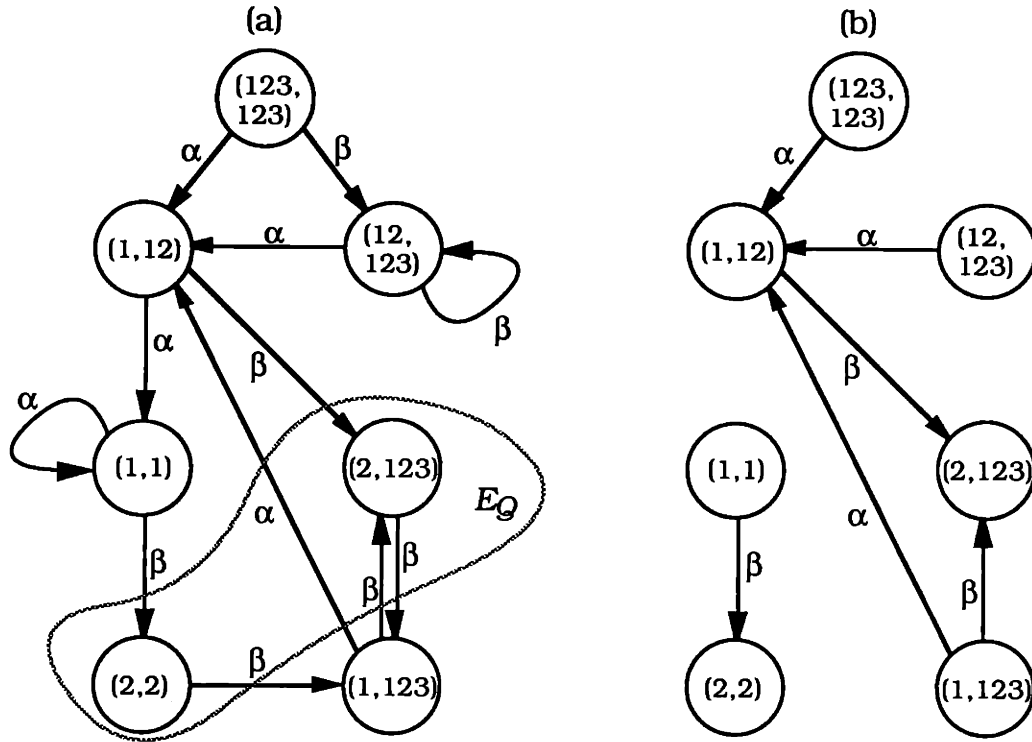 (a)
(123,
123)
α
β
(1,12)
α
(12,
123)
β
α
β
α
(1,1)
(2,123)
E_Q
α
β
β
β
(2,2)
β
(1,123)
(b)
(123,
123)
α
(1,12)
α
(12,
123)
β
(1,1)
(2,123)
α
β
β
(2,2)
(1,123)